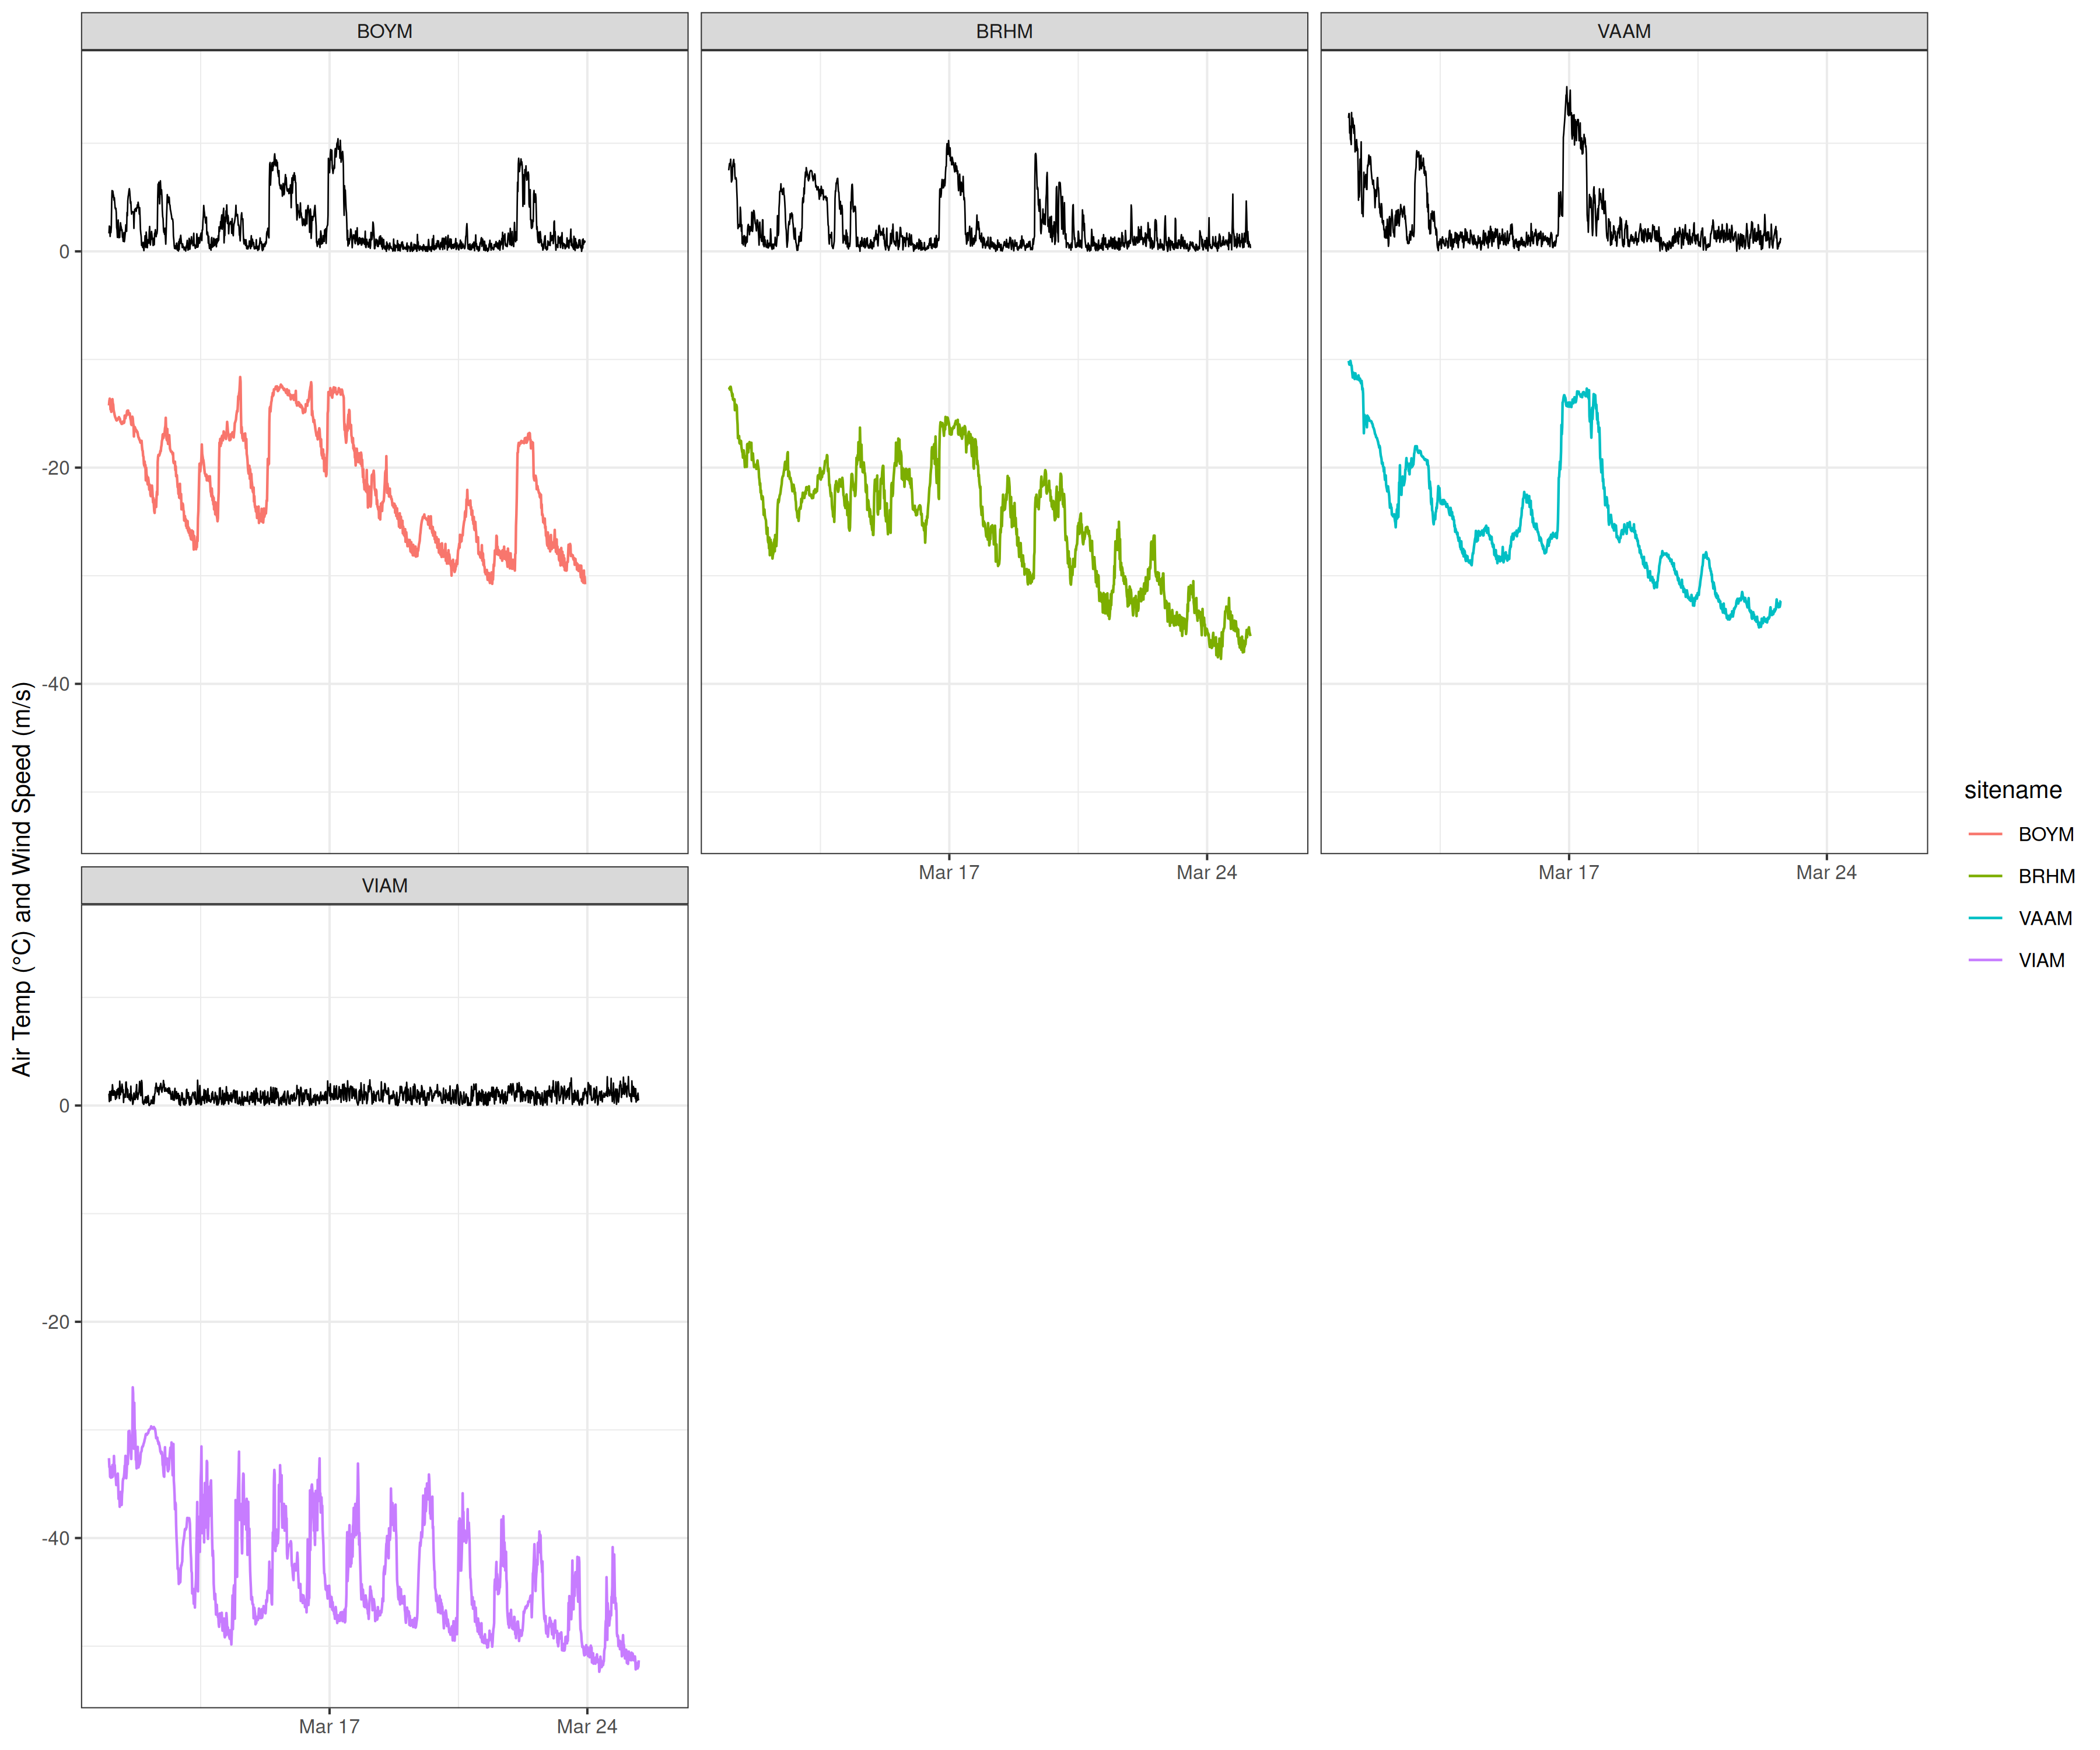 BOYM
BRHM
VAAM
0
-20
-40
Mar 17
Mar 24
Mar 17
Mar 24
VIAM
0
-20
-40
Mar 17
Mar 24
Air Temp (°C) and Wind Speed (m/s)
sitename
BOYM
BRHM
VAAM
VIAM